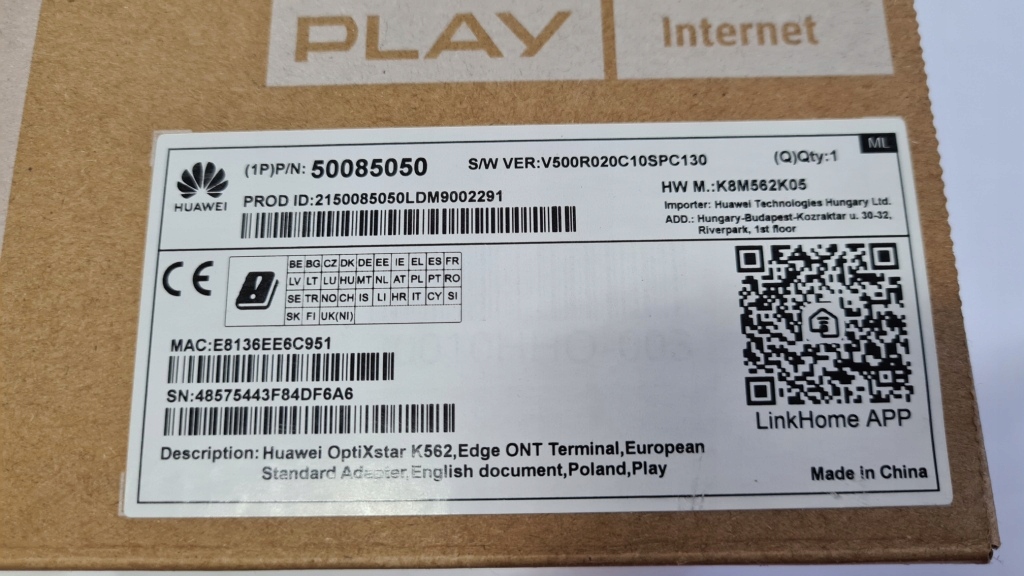 PLAY Internet
ML
(1P)P/N: 50085050 S/W VER:V500R020C10SPC130 (Q)Qty:1
HUAWEI
PROD ID:2150085050LDM9002291
HW M.:K8M562K05
Importer: Huawei Technologies Hungary Ltd.
ADD.: Hungary-Budapest-Kozraktar u. 30-32,
Riverpark, 1st floor
CE
BE BG CZ DK DE EE IE EL ES FR
LV LT LU HU MT NL AT PL PT RO
SE TR NO CH IS LI HR IT CY SI
SK FI UK(NI)
MAC:E8136EE6C951
SN:48575443F84DF6A6
LinkHome APP
Description: Huawei OptiXstar K562,Edge ONT Terminal,European
Standard Adapter,English document,Poland,Play
Made in China